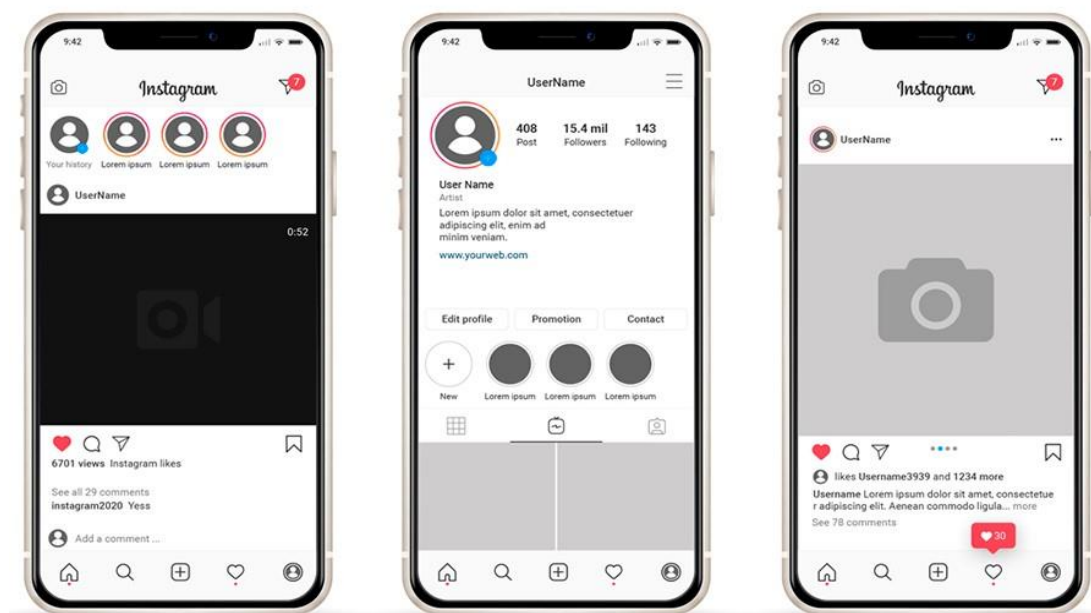 9:42
Instagram
7
Your history Lorem ipsum Lorem ipsum Lorem ipsum
UserName
0:52
6701 views Instagram likes
See all 29 comments
instagram2020 Yess
Add a comment ...
9:42
UserName
408 15.4 mil 143
Post Followers Following
User Name
Artist
Lorem ipsum dolor sit amet, consectetuer
adipiscing elit, enim ad
minim veniam.
www.yourweb.com
Edit profile Promotion Contact
New Lorem ipsum Lorem ipsum Lorem ipsum
9:42
Instagram
7
UserName
likes Username3939 and 1234 more
Username Lorem ipsum dolor sit amet, consectetue
r adipiscing elit. Aenean commodo ligula... more
See 78 comments
30